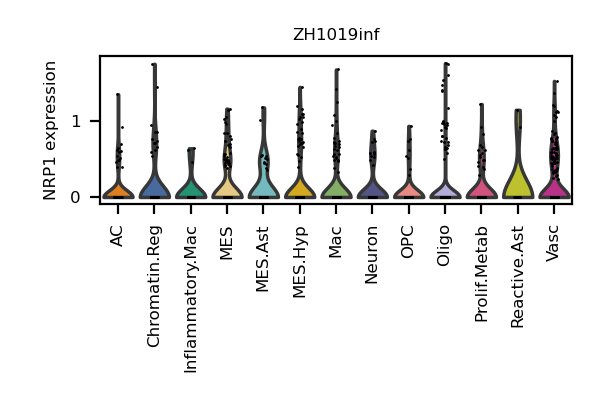 ZH1019inf
NRP1 expression
1
0
AC
Chromatin.Reg
Inflammatory.Mac
MES
MES.Ast
MES.Hyp
Mac
Neuron
OPC
Oligo
Prolif.Metab
Reactive.Ast
Vasc